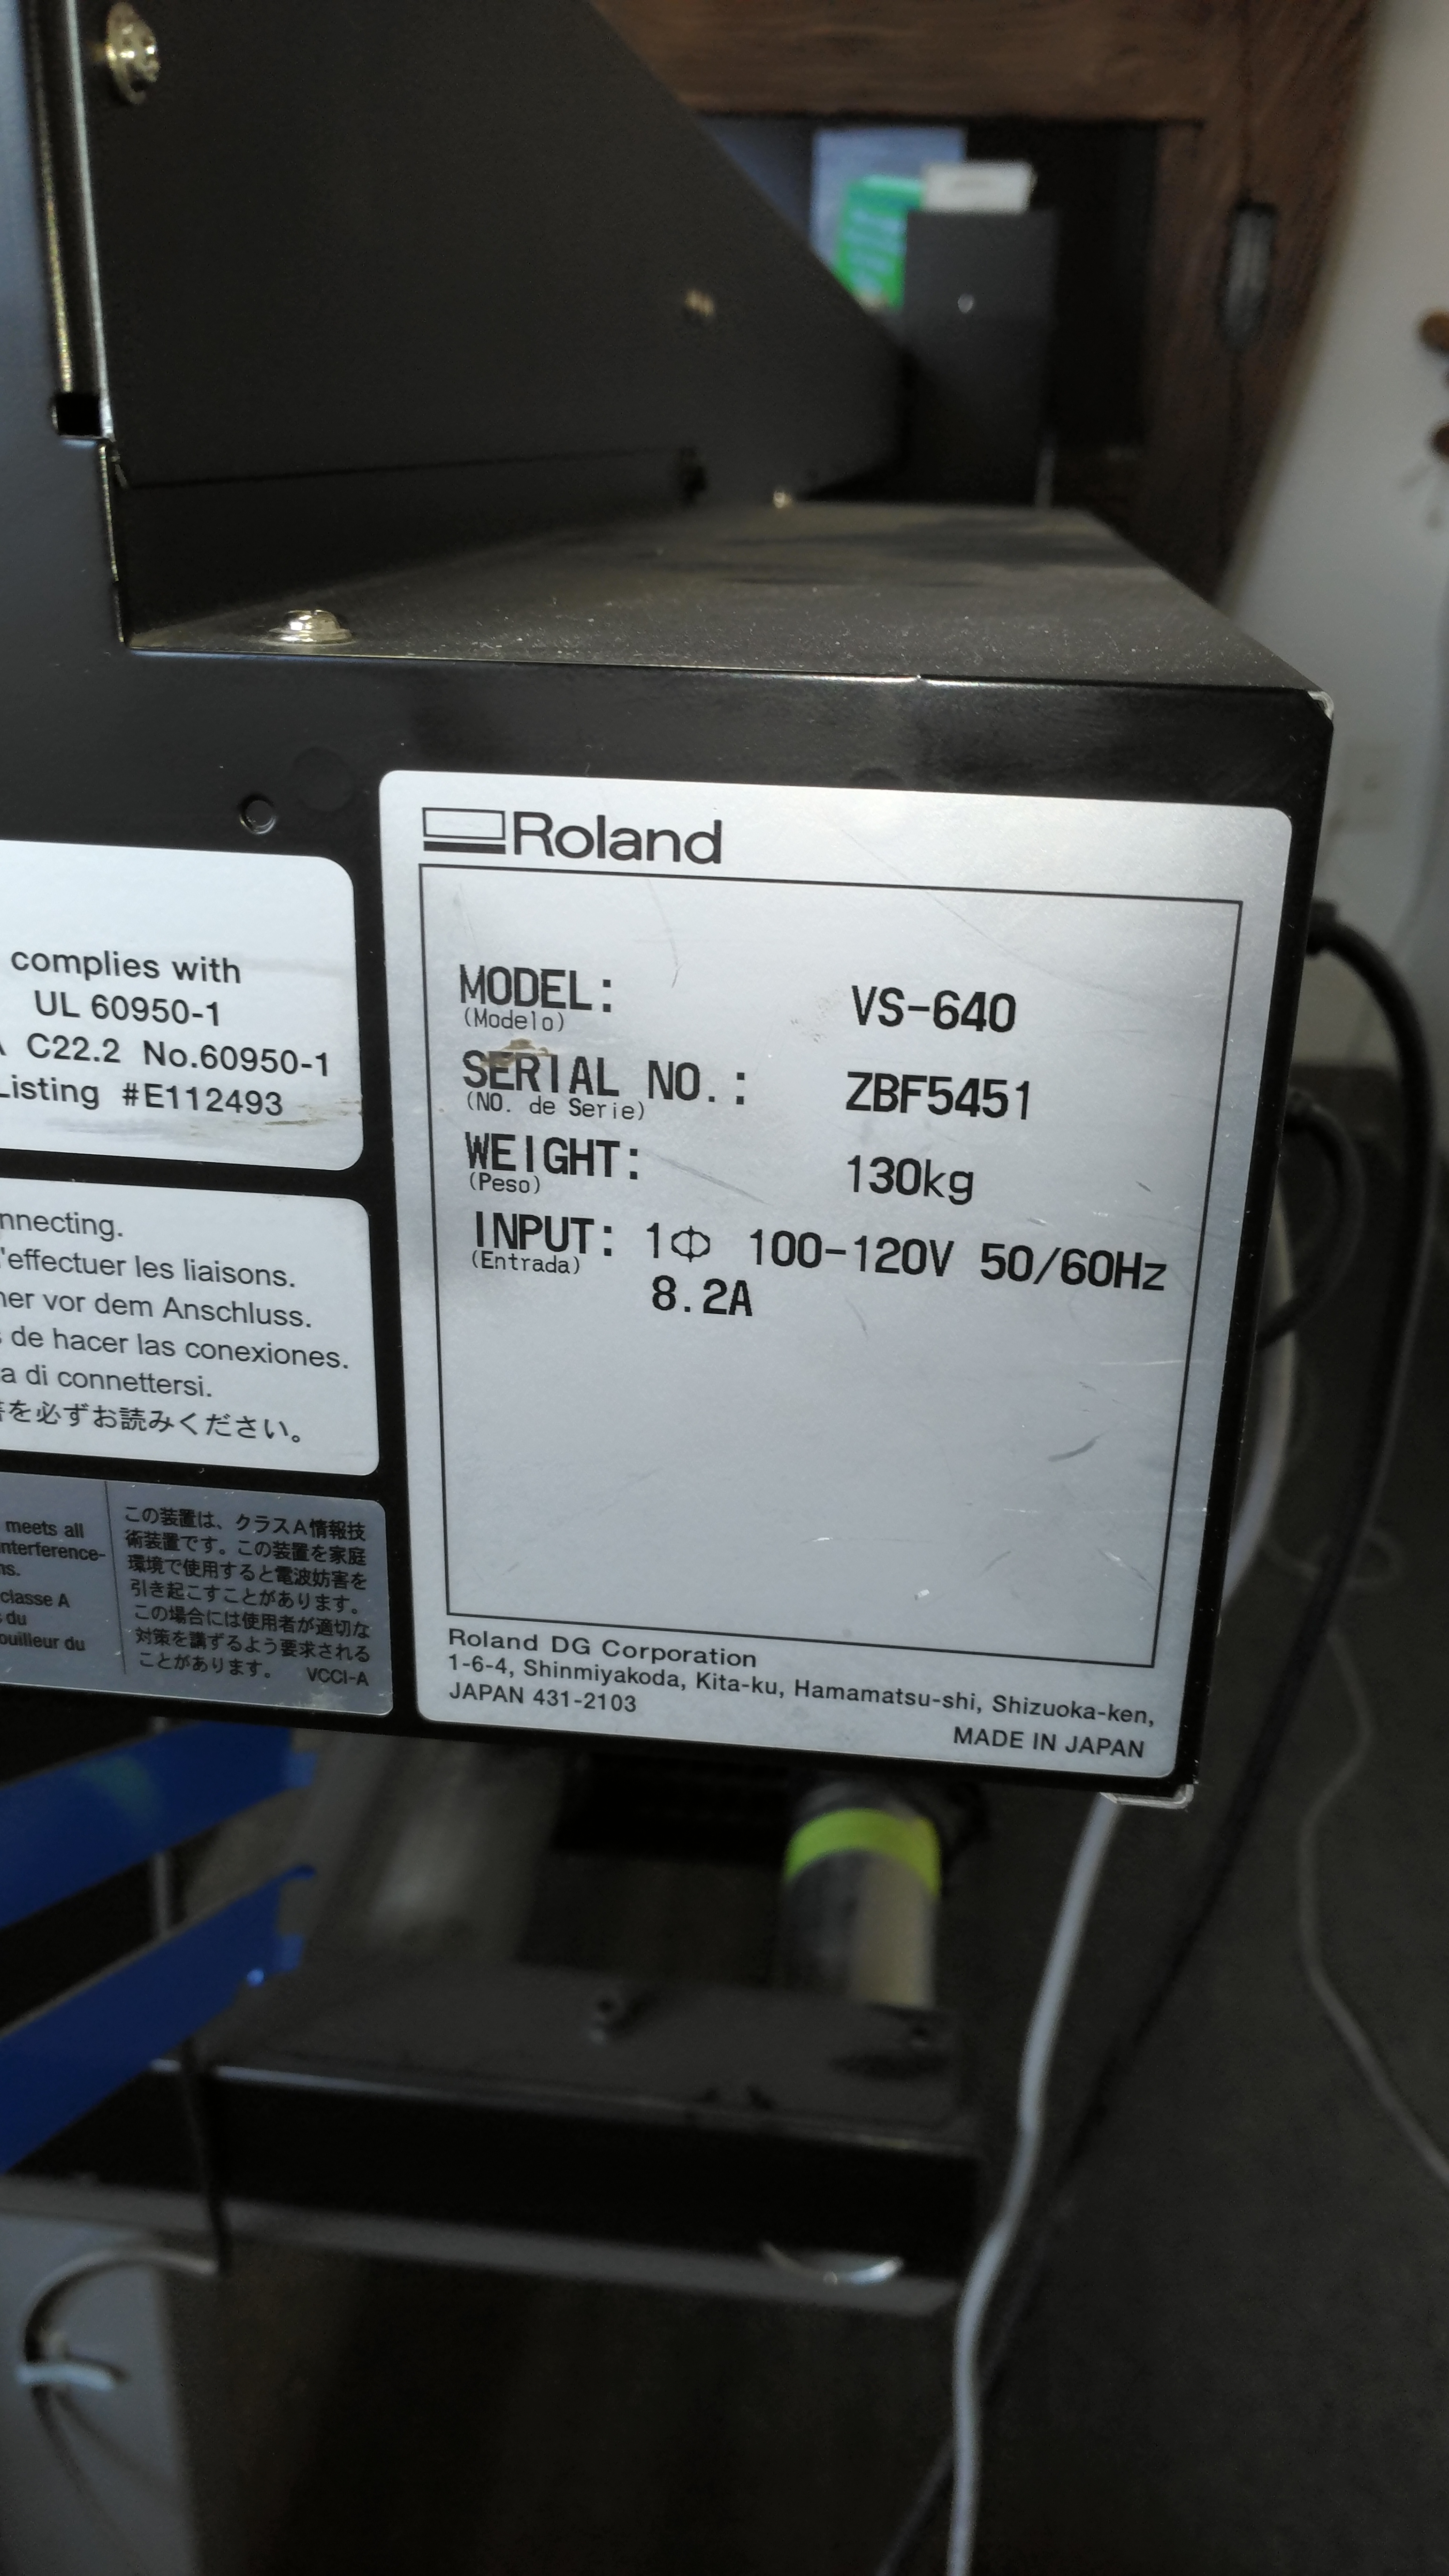 Roland
MODEL: VS-640
(Modelo)
SERIAL NO.: ZBF5451
(NO. de Serie)
WEIGHT: 130kg
(Peso)
INPUT: 1Φ 100-120V 50/60Hz
(Entrada)
8.2A
Roland DG Corporation
1-6-4, Shinmiyakoda, Kita-ku, Hamamatsu-shi, Shizuoka-ken,
JAPAN 431-2103
MADE IN JAPAN
complies with
UL 60950-1
C22.2 No.60950-1
Listing #E112493
nnecting.
'effectuer les liaisons.
ner vor dem Anschluss.
de hacer las conexiones.
a di connettersi.
を必ずお読みください。
meets all
nterference-
ns.
classe A
du
ouilleur du
この装置は、クラスA情報技
術装置です。この装置を家庭
環境で使用すると電波妨害を
引き起こすことがあります。
この場合には使用者が適切な
対策を講ずるよう要求される
ことがあります。 VCCI-A